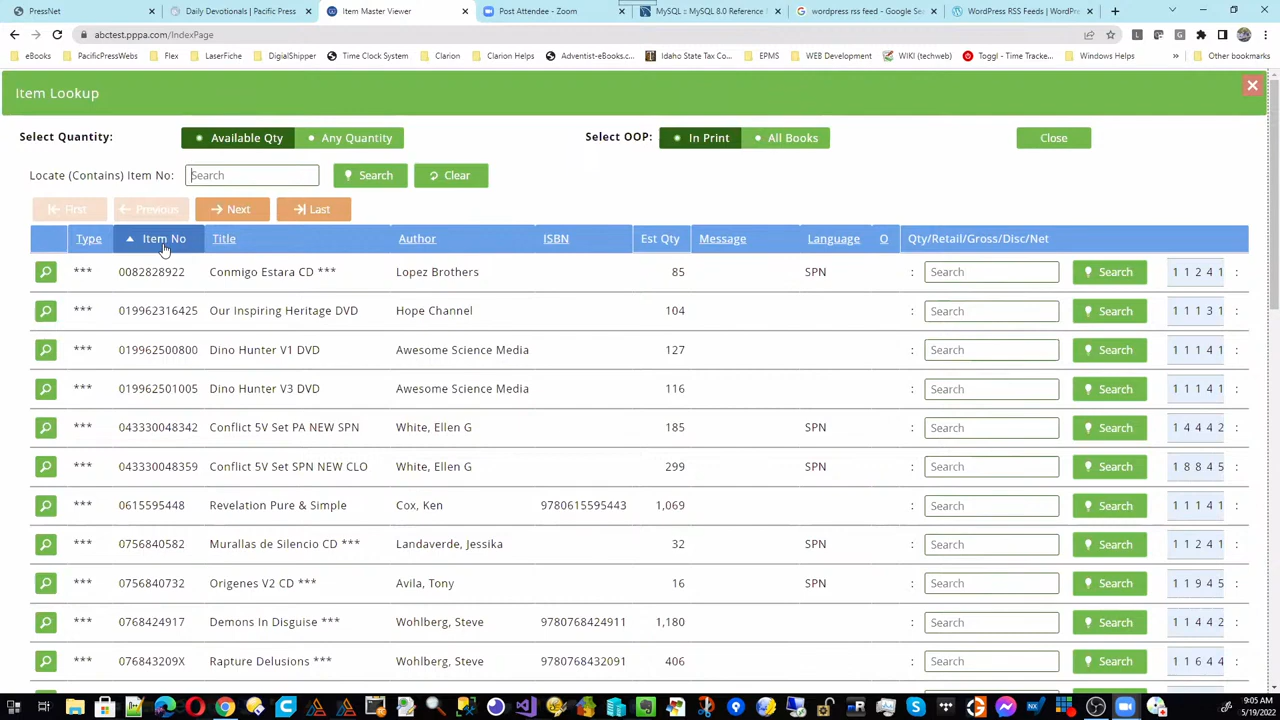 PressNet
Daily Devotionals | Pacific Press
Item Master Viewer
Post Attendee - Zoom
MySQL :: MySQL 8.0 Reference
wordpress rss feed - Google Se
WordPress RSS Feeds | WordPr
abctest.pppa.com/IndexPage
eBooks
PacificPressWebs
Flex
LaserFiche
DigialShipper
Time Clock System
Clarion
Clarion Helps
Adventist-eBooks.c...
Idaho State Tax Co...
EPMS
WEB Development
WIKI (techweb)
Toggl - Time Tracke...
Windows Helps
»
Other bookmarks
Item Lookup
Select Quantity: Available Qty Any Quantity Select OOP: In Print All Books Close
Locate (Contains) Item No: Search Search Clear
First Previous Next Last
Type Item No Title Author ISBN Est Qty Message Language O Qty/Retail/Gross/Disc/Net
*** 0082828922 Conmigo Estara CD *** Lopez Brothers 85 SPN : Search Search 1 1 2 4 1 :
*** 019962316425 Our Inspiring Heritage DVD Hope Channel 104 : Search Search 1 1 1 3 1 :
*** 019962500800 Dino Hunter V1 DVD Awesome Science Media 127 : Search Search 1 1 1 4 1 :
*** 019962501005 Dino Hunter V3 DVD Awesome Science Media 116 : Search Search 1 1 1 4 1 :
*** 043330048342 Conflict 5V Set PA NEW SPN White, Ellen G 185 SPN : Search Search 1 4 4 4 2 :
*** 043330048359 Conflict 5V Set SPN NEW CLO White, Ellen G 299 SPN : Search Search 1 8 8 4 5 :
*** 0615595448 Revelation Pure & Simple Cox, Ken 9780615595443 1,069 : Search Search 1 1 1 4 1 :
*** 0756840582 Murallas de Silencio CD *** Landaverde, Jessika 32 SPN : Search Search 1 1 2 4 1 :
*** 0756840732 Origenes V2 CD *** Avila, Tony 16 SPN : Search Search 1 1 9 4 5 :
*** 0768424917 Demons In Disguise *** Wohlberg, Steve 9780768424911 1,180 : Search Search 1 1 4 4 2 :
*** 076843209X Rapture Delusions *** Wohlberg, Steve 9780768432091 406 : Search Search 1 1 6 4 4 :
9:05 AM
5/19/2022